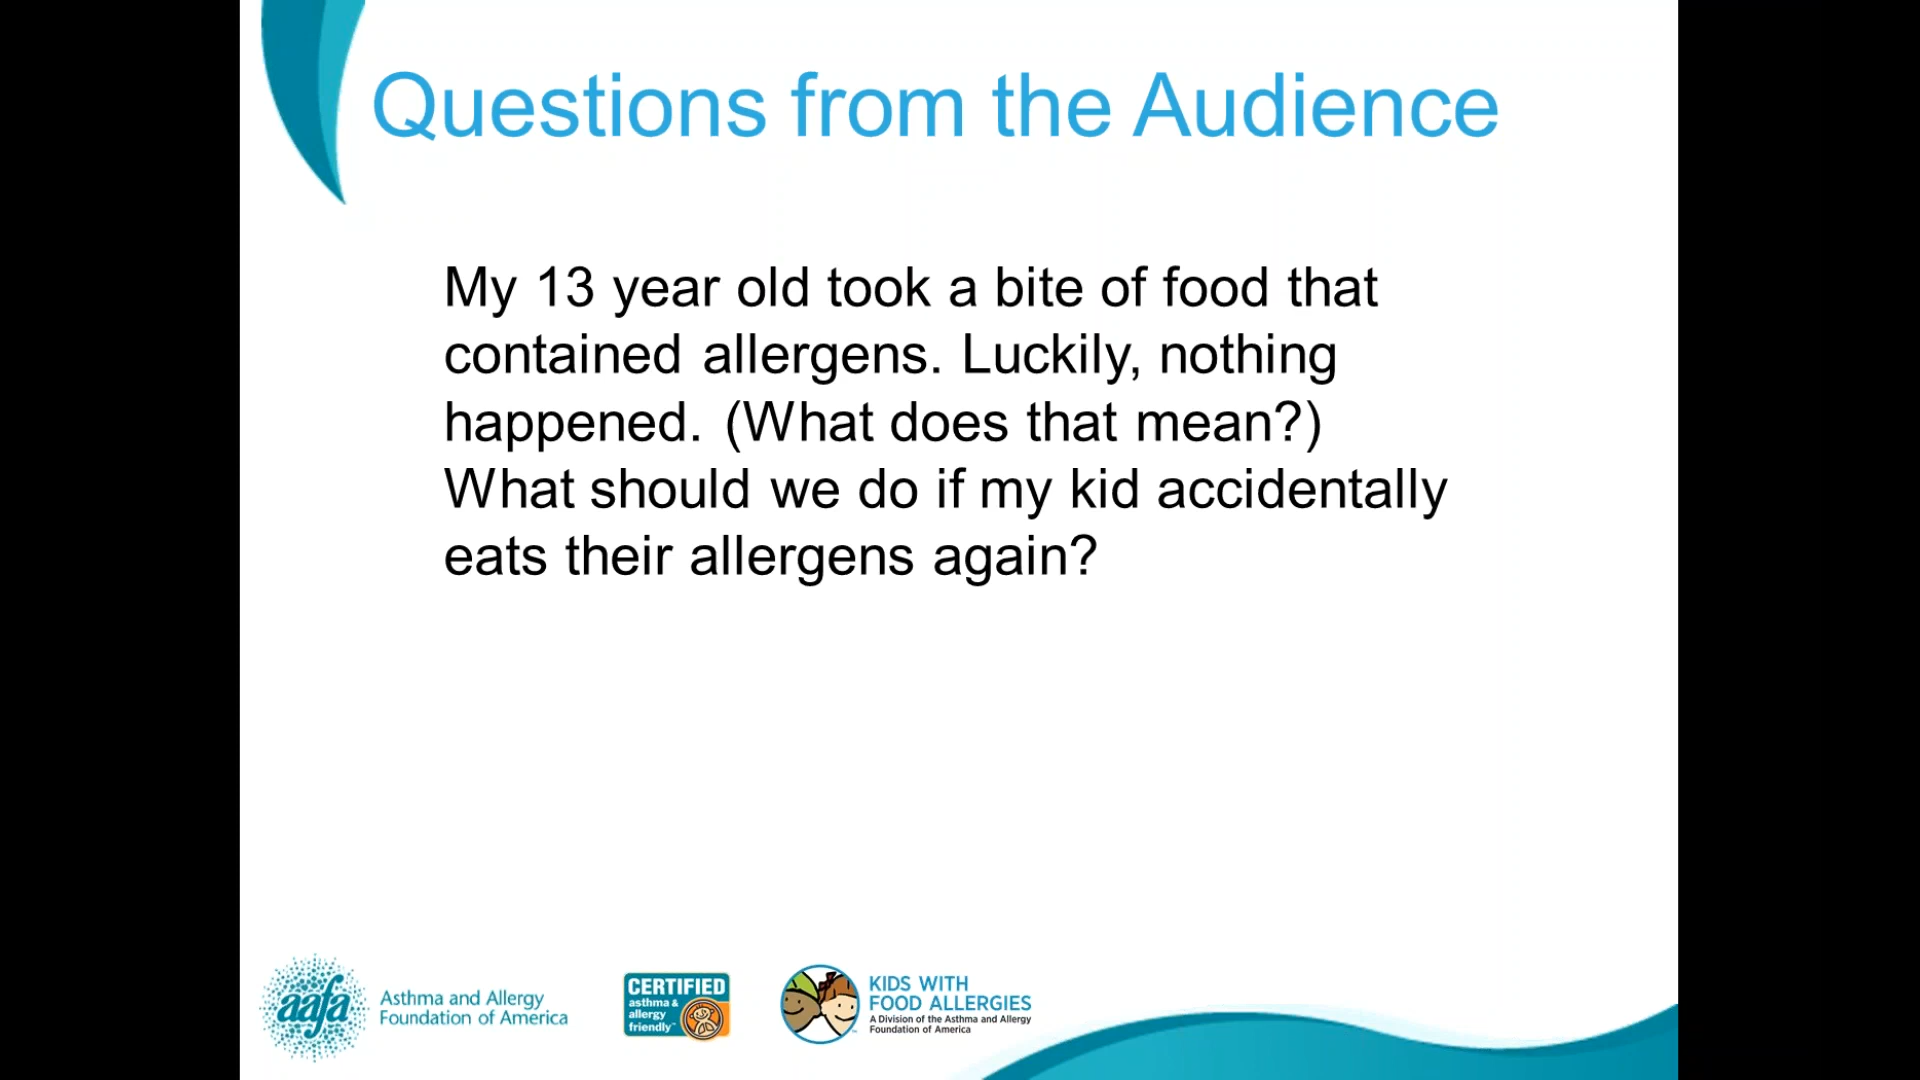 Questions from the Audience
My 13 year old took a bite of food that
contained allergens. Luckily, nothing
happened. (What does that mean?)
What should we do if my kid accidentally
eats their allergens again?
aafa
Asthma and Allergy
Foundation of America
CERTIFIED
asthma &
allergy
friendly™
KIDS WITH
FOOD ALLERGIES
A Division of the Asthma and Allergy
Foundation of America